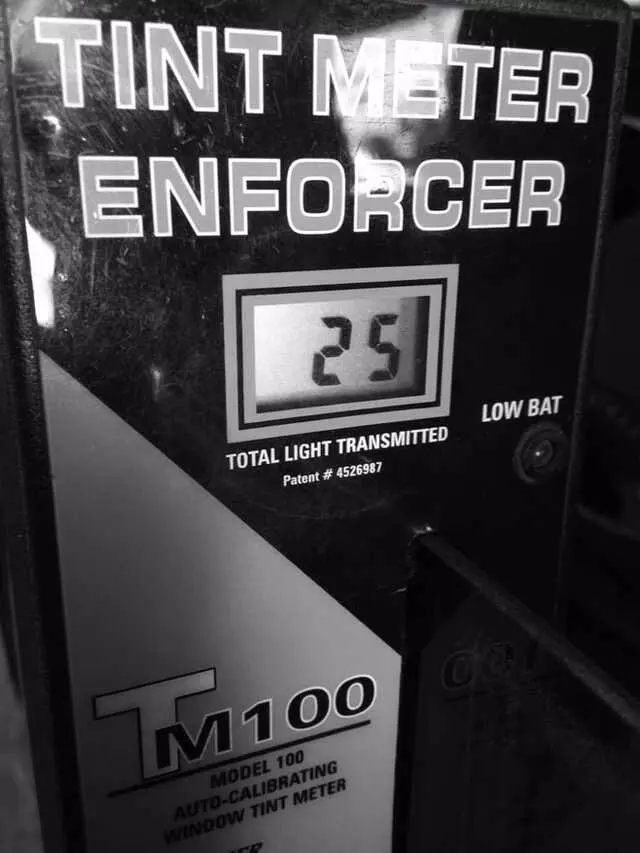 TINT METER
ENFORCER
25
TOTAL LIGHT TRANSMITTED
Patent # 4526987
LOW BAT
TM100
MODEL 100
AUTO-CALIBRATING
WINDOW TINT METER